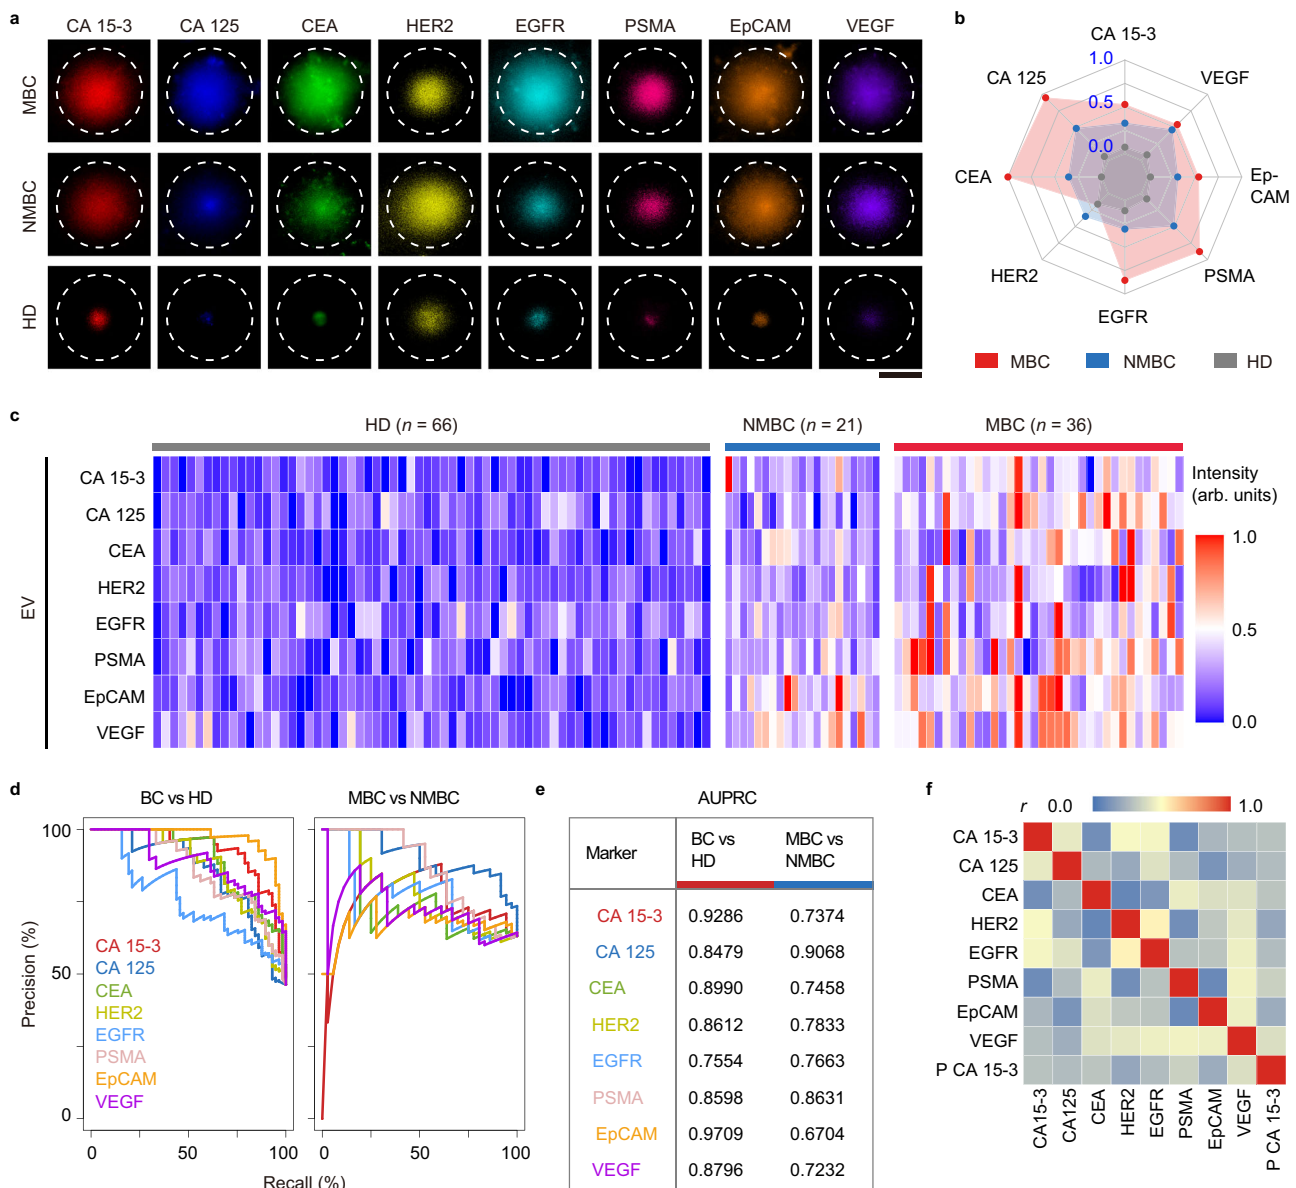 a
CA 15-3 CA 125 CEA HER2 EGFR PSMA EpCAM VEGF
MBC
NMBC
HD
b
CA 15-3
VEGF
Ep-
CAM
PSMA
EGFR
HER2
CEA
CA 125
1.0
0.5
0.0
MBC NMBC HD
c
HD (n = 66) NMBC (n = 21) MBC (n = 36)
EV
CA 15-3
CA 125
CEA
HER2
EGFR
PSMA
EpCAM
VEGF
Intensity
(arb. units)
1.0
0.5
0.0
d
BC vs HD MBC vs NMBC
Precision (%)
100
50
0
CA 15-3
CA 125
CEA
HER2
EGFR
PSMA
EpCAM
VEGF
0 50 100 0 50 100
Recall (%)
e
AUPRC
Marker BC vs HD MBC vs NMBC
CA 15-3 0.9286 0.7374
CA 125 0.8479 0.9068
CEA 0.8990 0.7458
HER2 0.8612 0.7833
EGFR 0.7554 0.7663
PSMA 0.8598 0.8631
EpCAM 0.9709 0.6704
VEGF 0.8796 0.7232
f
r 0.0 1.0
CA 15-3
CA 125
CEA
HER2
EGFR
PSMA
EpCAM
VEGF
P CA 15-3
CA15-3 CA125 CEA HER2 EGFR PSMA EpCAM VEGF P CA 15-3